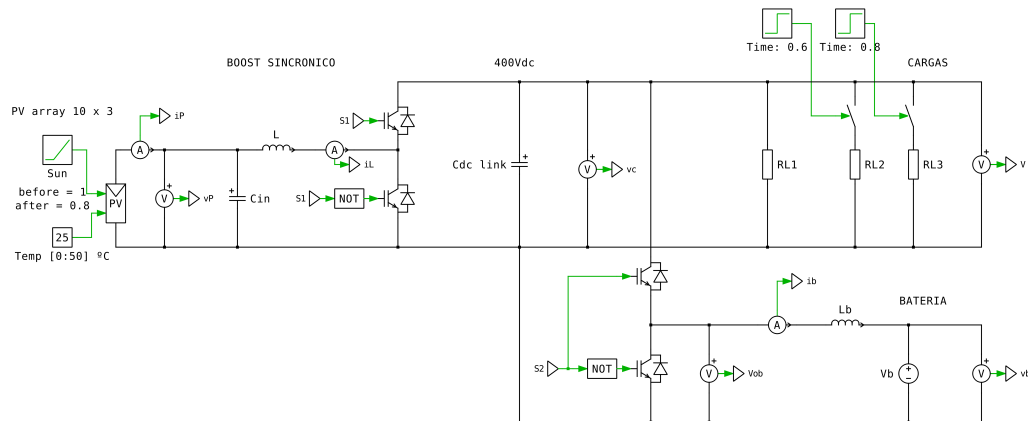 Time: 0.6
Time: 0.8
BOOST SINCRONICO
400Vdc
CARGAS
PV array 10 x 3
iP
S1
A
L
A
iL
Sun
Cdc link
+
V
+
vc
RL1
RL2
RL3
V
+
V
before = 1
after = 0.8
PV
V
+
vP
+
Cin
S1
NOT
25
Temp [0:50] ºC
ib
BATERIA
Lb
A
S2
NOT
V
+
Vob
Vb
+
−
V
+
vb